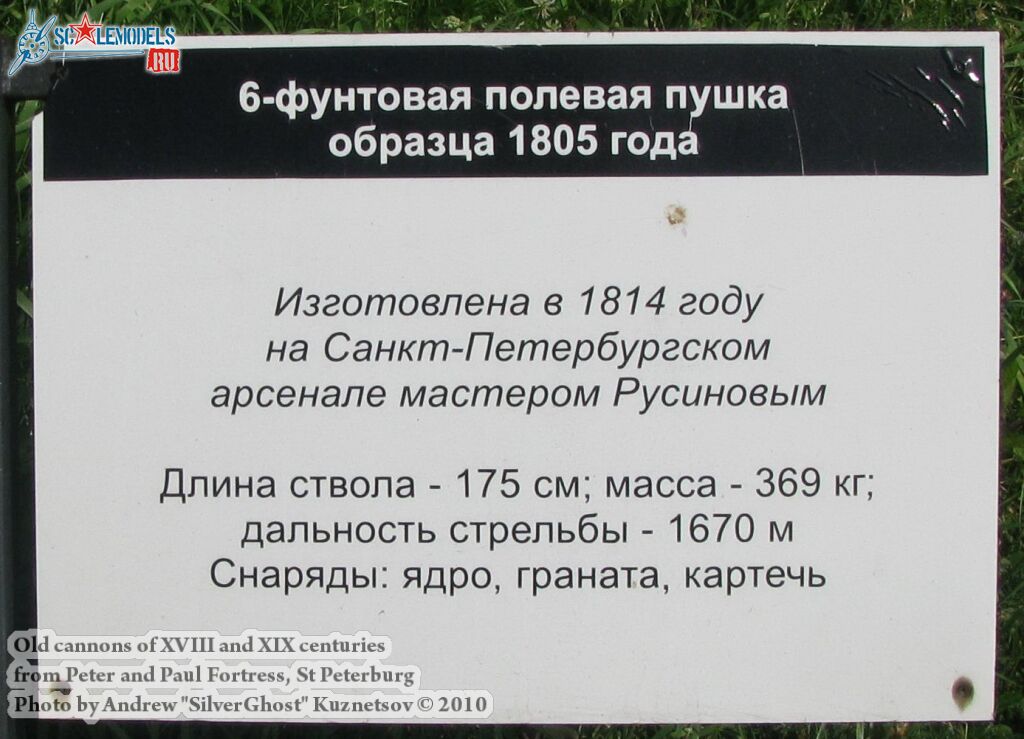 SCALEMODELS
RU
6-фунтовая полевая пушка
образца 1805 года
Изготовлена в 1814 году
на Санкт-Петербургском
арсенале мастером Русиновым
Длина ствола - 175 см; масса - 369 кг;
дальность стрельбы - 1670 м
Снаряды: ядро, граната, картечь
Old cannons of XVIII and XIX centuries
from Peter and Paul Fortress, St Peterburg
Photo by Andrew "SilverGhost" Kuznetsov © 2010